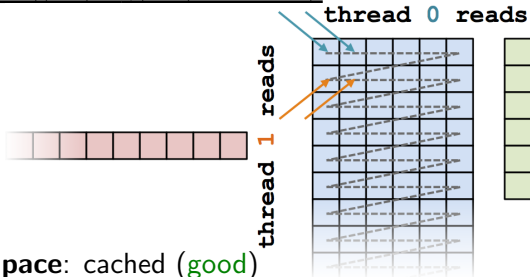 thread 0 reads
thread 1 reads
pace: cached (good)